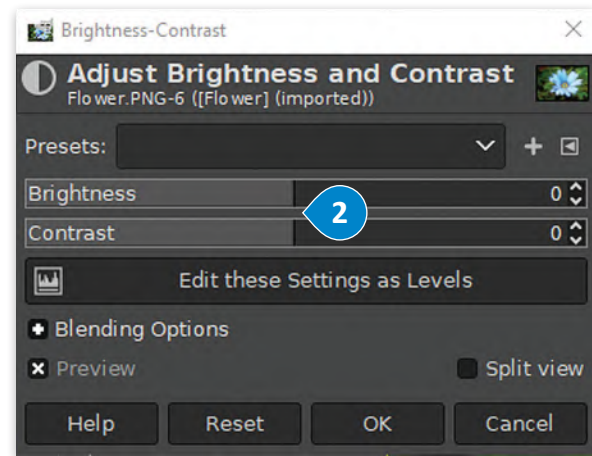 Brightness-Contrast
Adjust Brightness and Contrast
Flower.PNG-6 ([Flower] (imported))
Presets:
Brightness 0
2
Contrast 0
Edit these Settings as Levels
Blending Options
Preview Split view
Help Reset OK Cancel